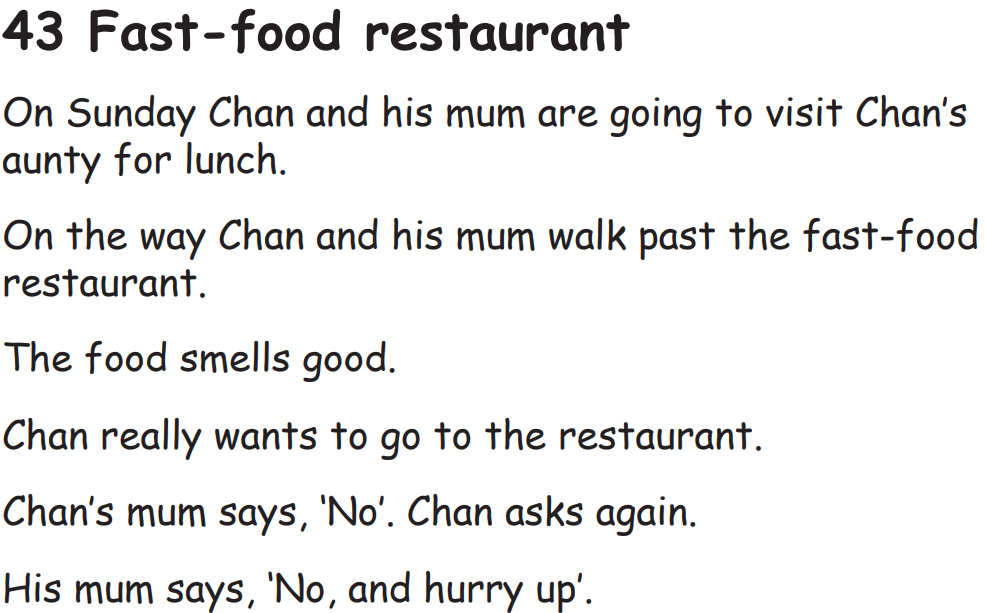 43 Fast-food restaurant
On Sunday Chan and his mum are going to visit Chan’s
aunty for lunch.
On the way Chan and his mum walk past the fast-food
restaurant.
The food smells good.
Chan really wants to go to the restaurant.
Chan’s mum says, ‘No’. Chan asks again.
His mum says, ‘No, and hurry up’.